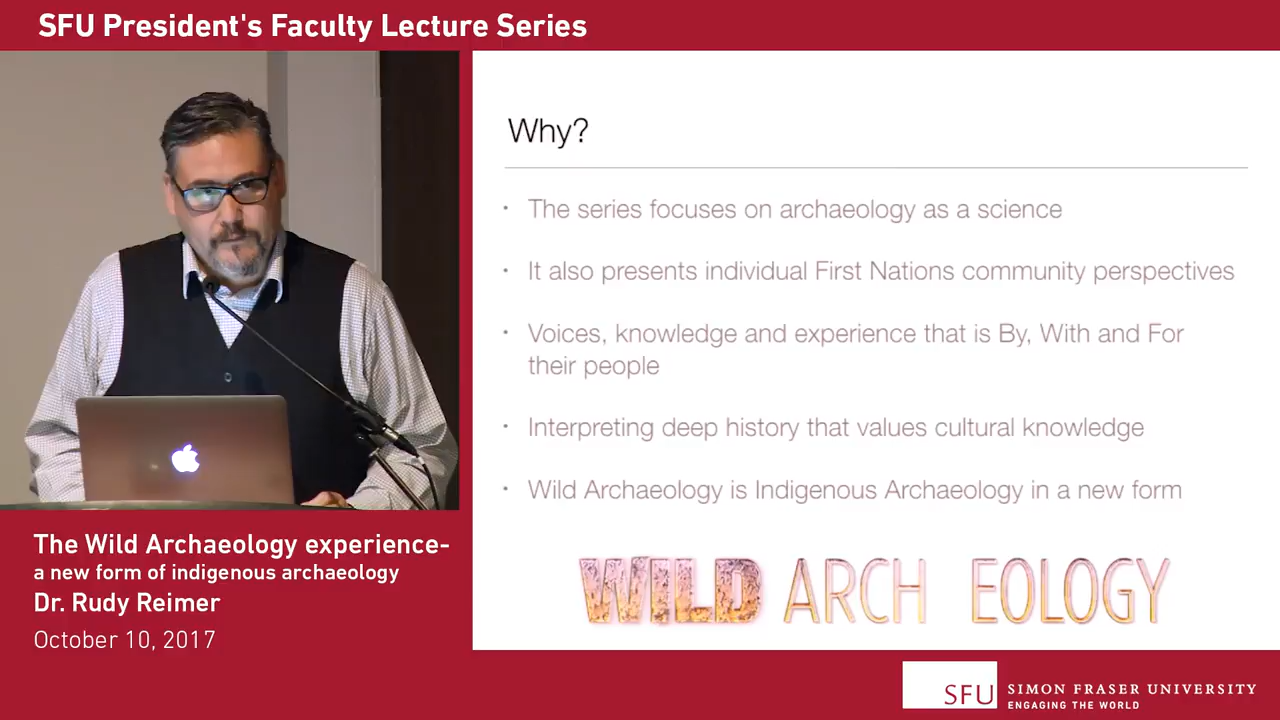 SFU President's Faculty Lecture Series
Why?
· The series focuses on archaeology as a science
· It also presents individual First Nations community perspectives
· Voices, knowledge and experience that is By, With and For
their people
· Interpreting deep history that values cultural knowledge
· Wild Archaeology is Indigenous Archaeology in a new form
WILD ARCH EOLOGY
The Wild Archaeology experience-
a new form of indigenous archaeology
Dr. Rudy Reimer
October 10, 2017
SFU
SIMON FRASER UNIVERSITY
ENGAGING THE WORLD